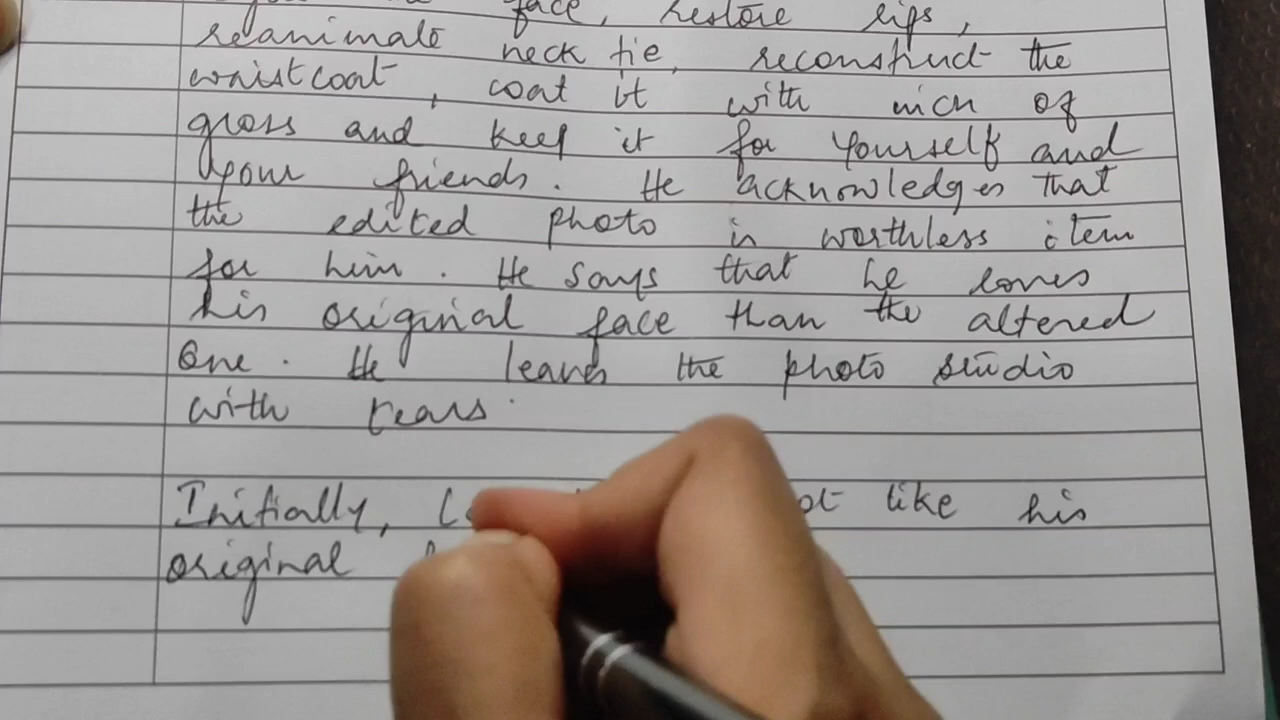 face, restore lips,
reanimate neck tie, reconstruct the
waistcoat, coat it with inch of
gross and keep it for yourself and
your friends. He acknowledges that
the edited photo is worthless item
for him. He says that he loves
his original face than the altered
one. He leaves the photo studio
with tears.
Initially, like his
original